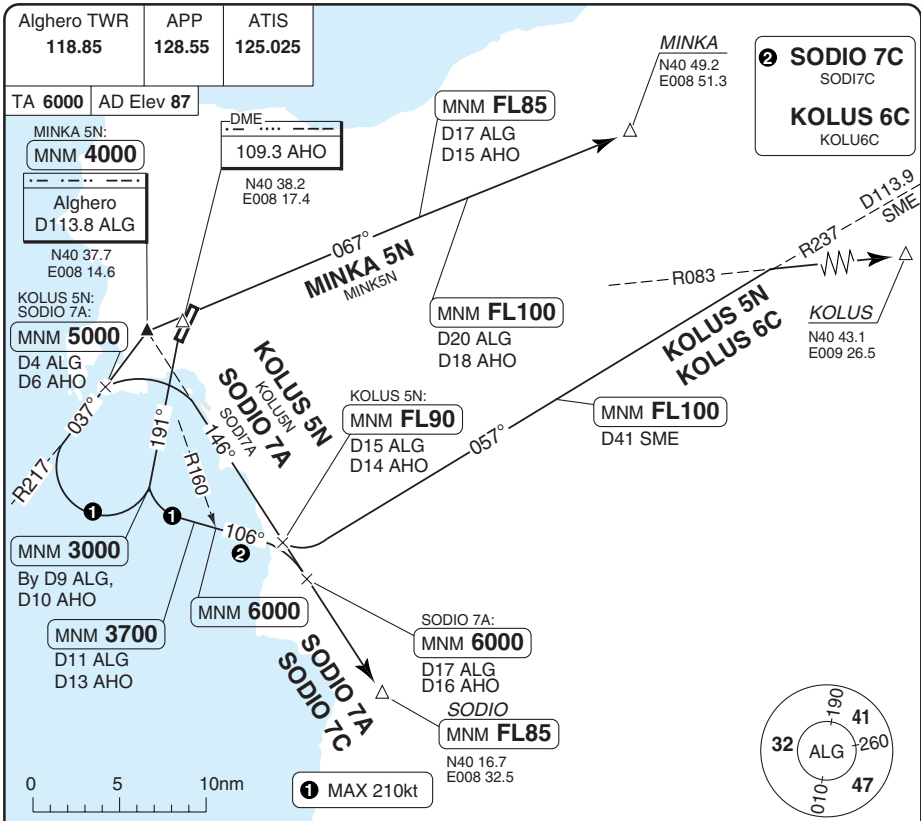 Alghero TWR
118.85
APP
128.55
ATIS
125.025
TA 6000
AD Elev 87
MINKA 5N:
MNM 4000
Alghero
D113.8 ALG
N40 37.7
E008 14.6
DME
109.3 AHO
N40 38.2
E008 17.4
MNM FL85
D17 ALG
D15 AHO
MINKA
N40 49.2
E008 51.3
2 SODIO 7C
SODI7C
KOLUS 6C
KOLU6C
067°
MINKA 5N
MINK5N
D113.9
SME
R237
R083
KOLUS
N40 43.1
E009 26.5
KOLUS 5N:
SODIO 7A:
MNM 5000
D4 ALG
D6 AHO
MNM FL100
D20 ALG
D18 AHO
KOLUS 5N
KOLUS 6C
KOLUS 5N
KOLU5N
SODIO 7A
SODI7A
KOLUS 5N:
MNM FL90
D15 ALG
D14 AHO
MNM FL100
D41 SME
037°
191°
146°
057°
R217
R160
1
1
106°
2
MNM 3000
By D9 ALG,
D10 AHO
MNM 6000
MNM 3700
D11 ALG
D13 AHO
SODIO 7A:
MNM 6000
D17 ALG
D16 AHO
SODIO 7A
SODIO 7C
SODIO
MNM FL85
N40 16.7
E008 32.5
0 5 10nm
1 MAX 210kt
190
41
32
ALG
260
010
47